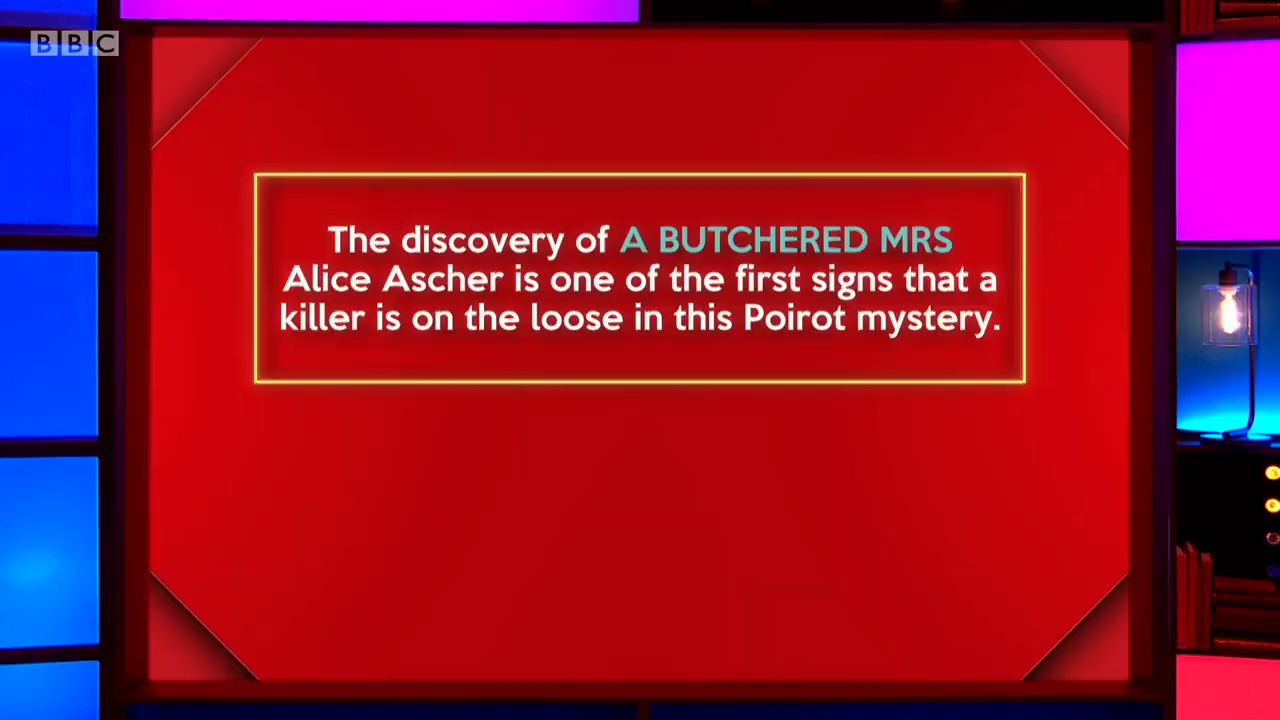 BBC
The discovery of A BUTCHERED MRS
Alice Ascher is one of the first signs that a
killer is on the loose in this Poirot mystery.